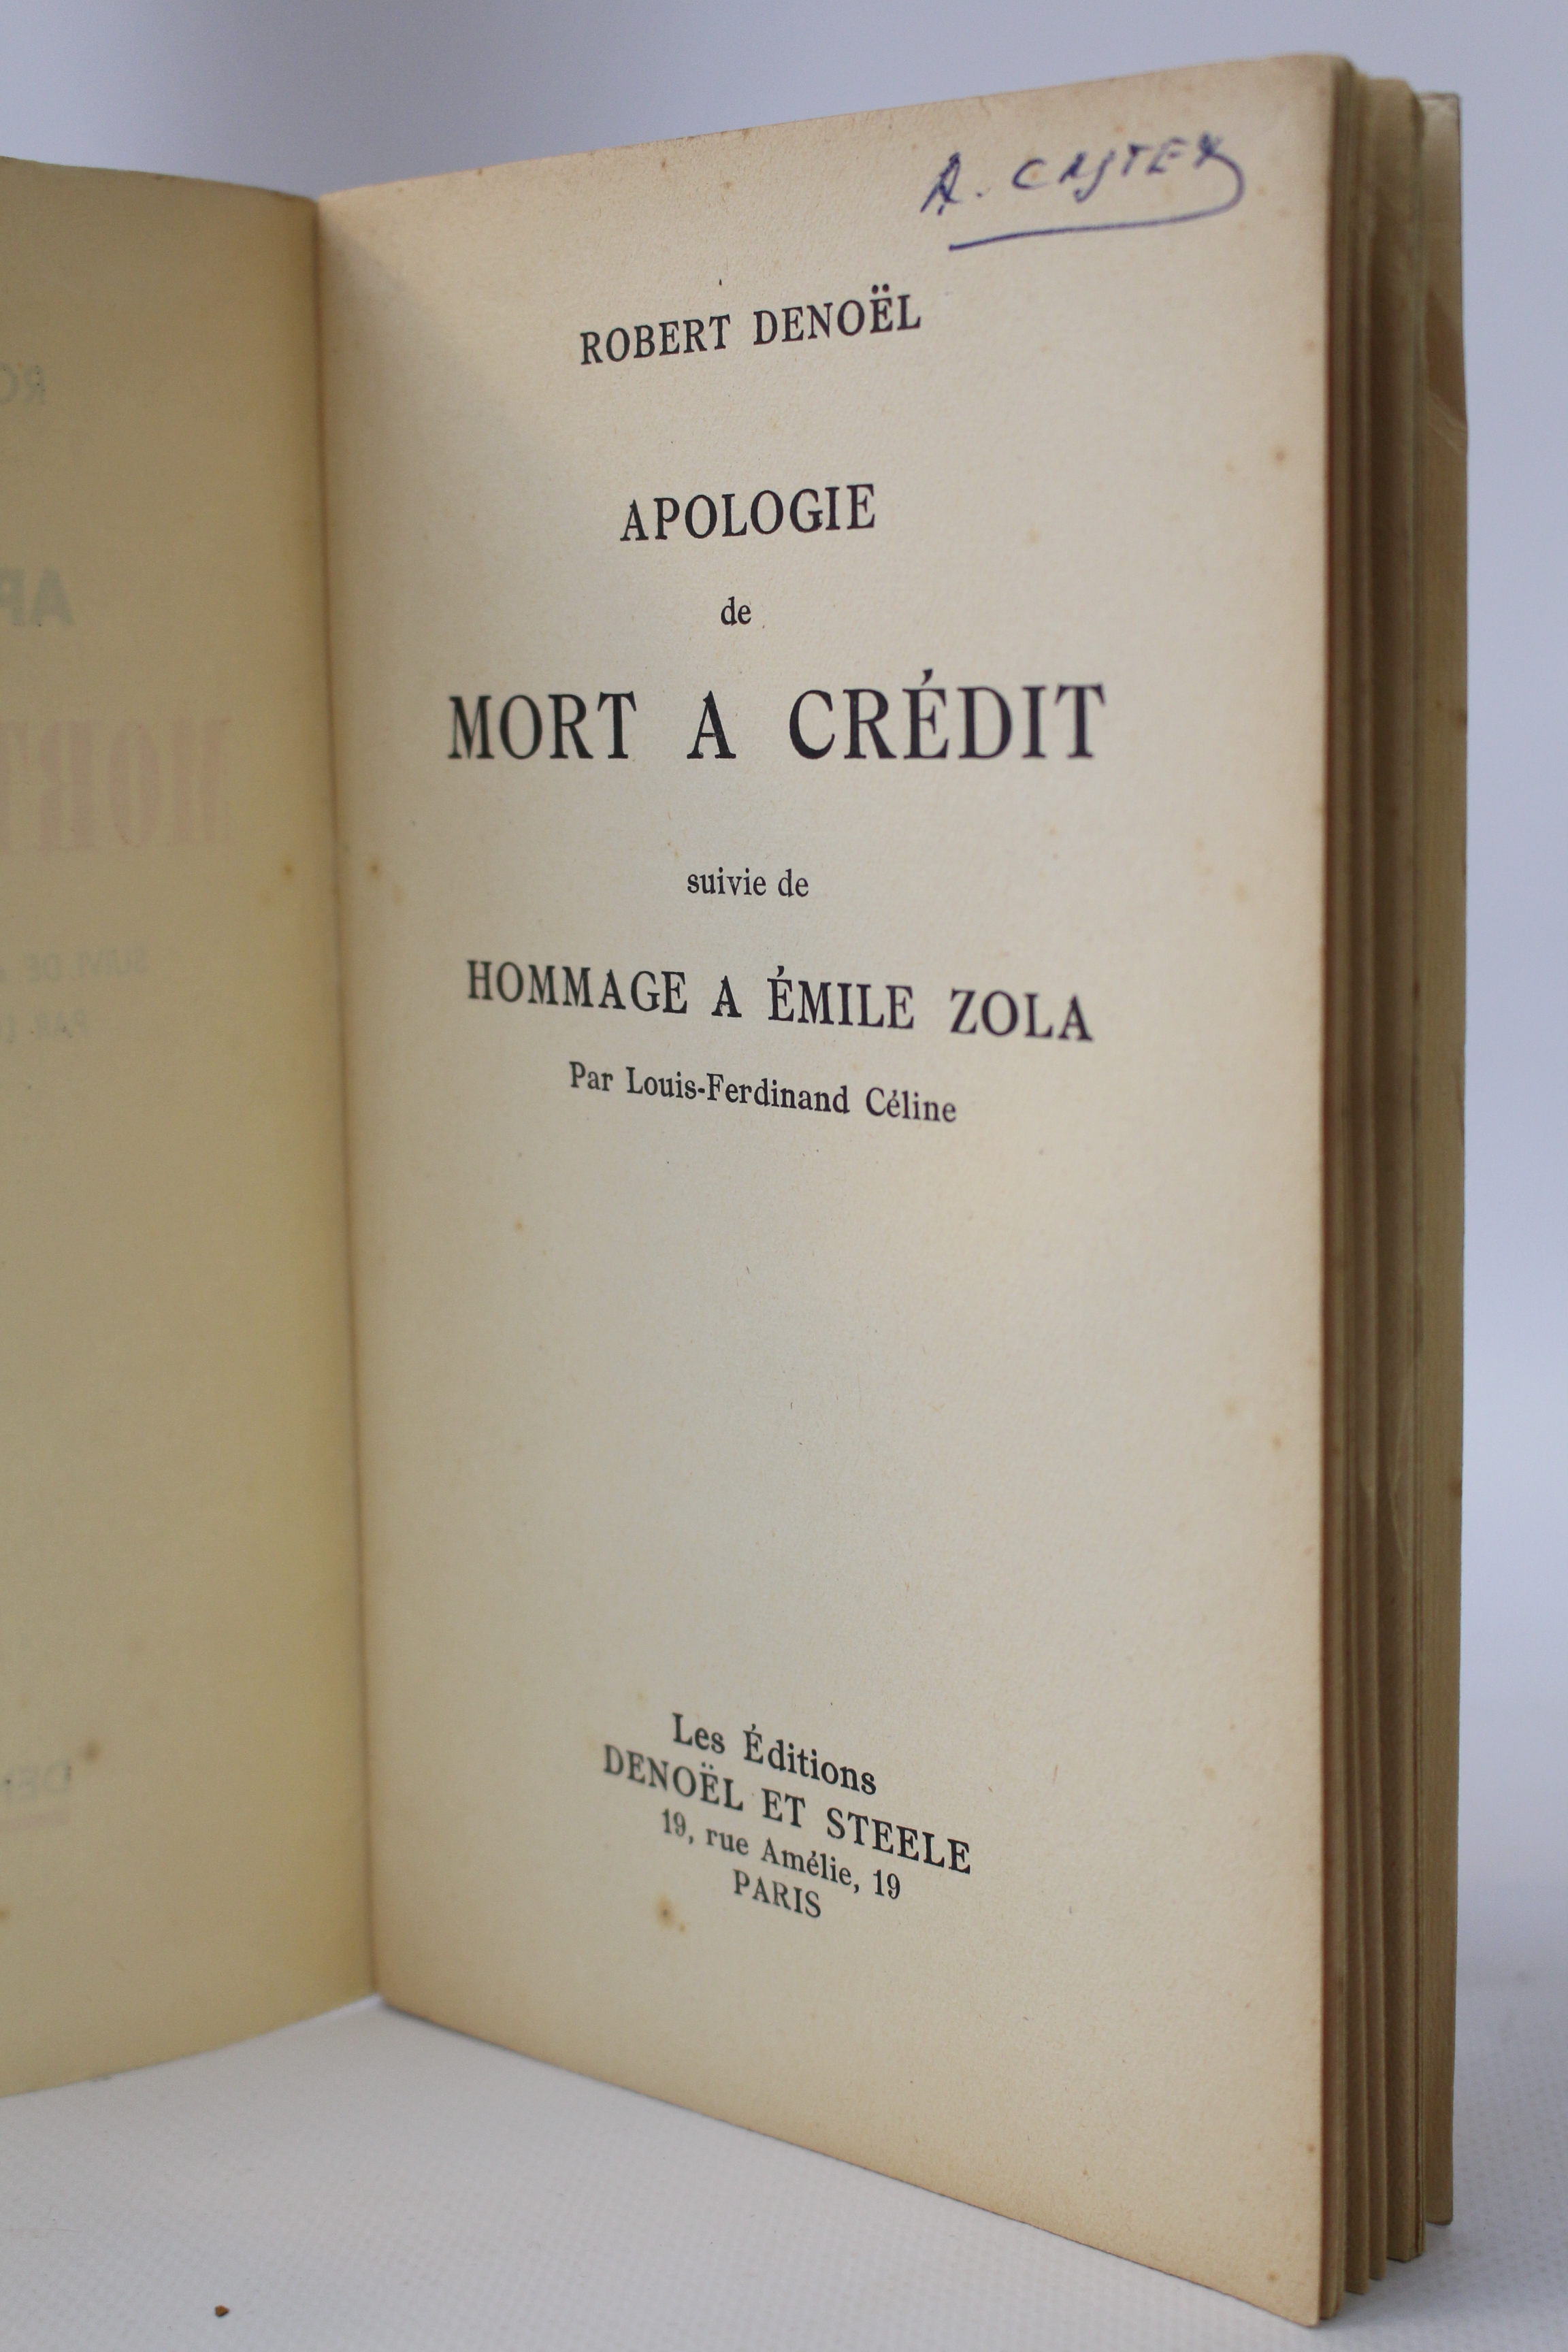 A. CASTEX
ROBERT DENOËL
APOLOGIE
de
MORT A CRÉDIT
suivie de
HOMMAGE A ÉMILE ZOLA
Par Louis-Ferdinand Céline
Les Éditions
DENOËL ET STEELE
19, rue Amélie, 19
PARIS